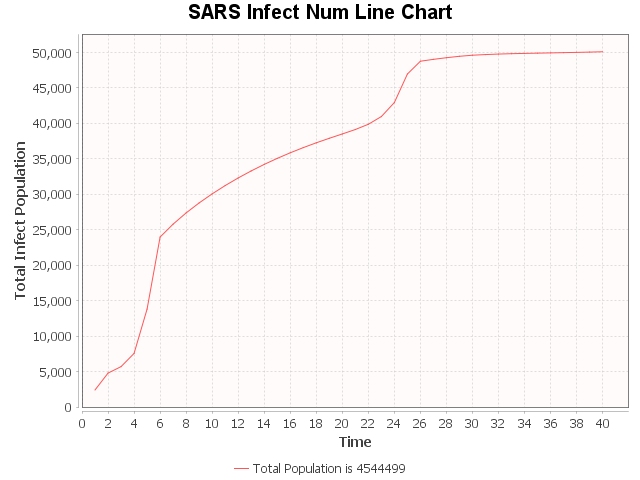 SARS Infect Num Line Chart
50,000
45,000
40,000
35,000
30,000
25,000
20,000
15,000
10,000
5,000
0
Total Infect Population
0 2 4 6 8 10 12 14 16 18 20 22 24 26 28 30 32 34 36 38 40
Time
Total Population is 4544499